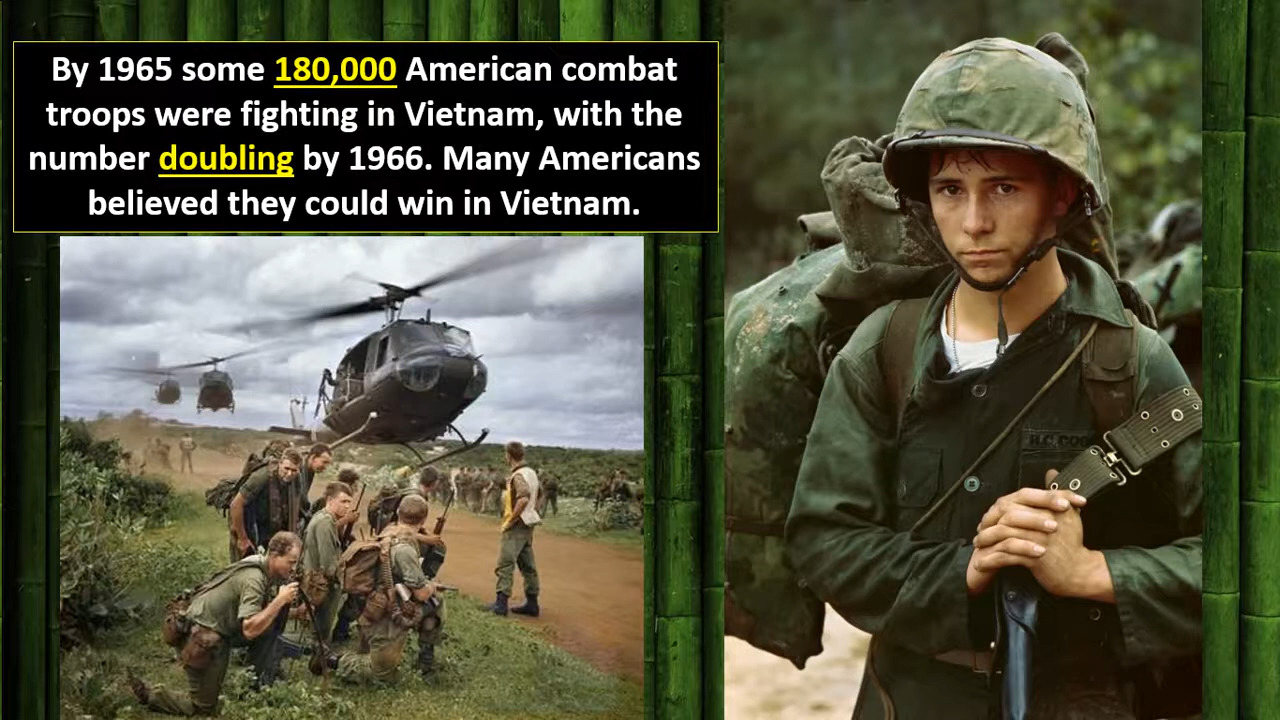 By 1965 some 180,000 American combat
troops were fighting in Vietnam, with the
number doubling by 1966. Many Americans
believed they could win in Vietnam.